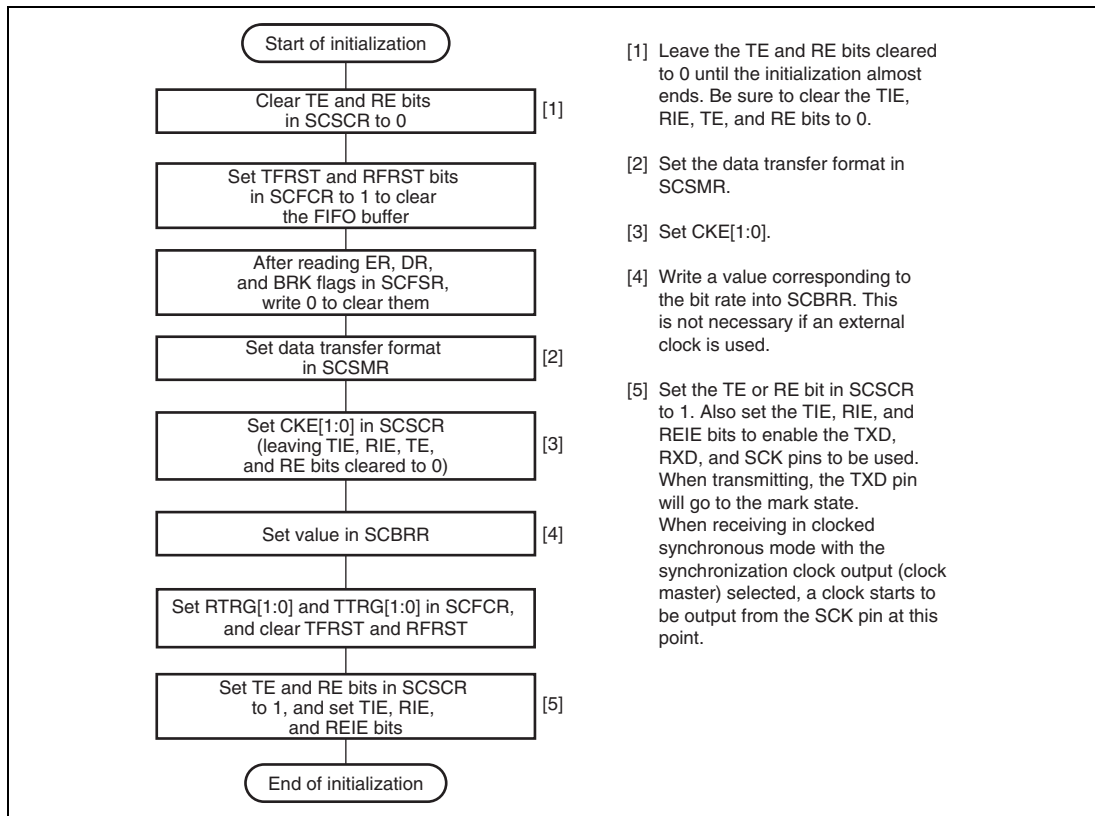 Start of initialization
Clear TE and RE bits
in SCSCR to 0
[1]
Set TFRST and RFRST bits
in SCFCR to 1 to clear
the FIFO buffer
After reading ER, DR,
and BRK flags in SCFSR,
write 0 to clear them
Set data transfer format
in SCSMR
[2]
Set CKE[1:0] in SCSCR
(leaving TIE, RIE, TE,
and RE bits cleared to 0)
[3]
Set value in SCBRR
[4]
Set RTRG[1:0] and TTRG[1:0] in SCFCR,
and clear TFRST and RFRST
Set TE and RE bits in SCSCR
to 1, and set TIE, RIE,
and REIE bits
[5]
End of initialization
[1] Leave the TE and RE bits cleared
to 0 until the initialization almost
ends. Be sure to clear the TIE,
RIE, TE, and RE bits to 0.
[2] Set the data transfer format in
SCSMR.
[3] Set CKE[1:0].
[4] Write a value corresponding to
the bit rate into SCBRR. This
is not necessary if an external
clock is used.
[5] Set the TE or RE bit in SCSCR
to 1. Also set the TIE, RIE, and
REIE bits to enable the TXD,
RXD, and SCK pins to be used.
When transmitting, the TXD pin
will go to the mark state.
When receiving in clocked
synchronous mode with the
synchronization clock output (clock
master) selected, a clock starts to
be output from the SCK pin at this
point.